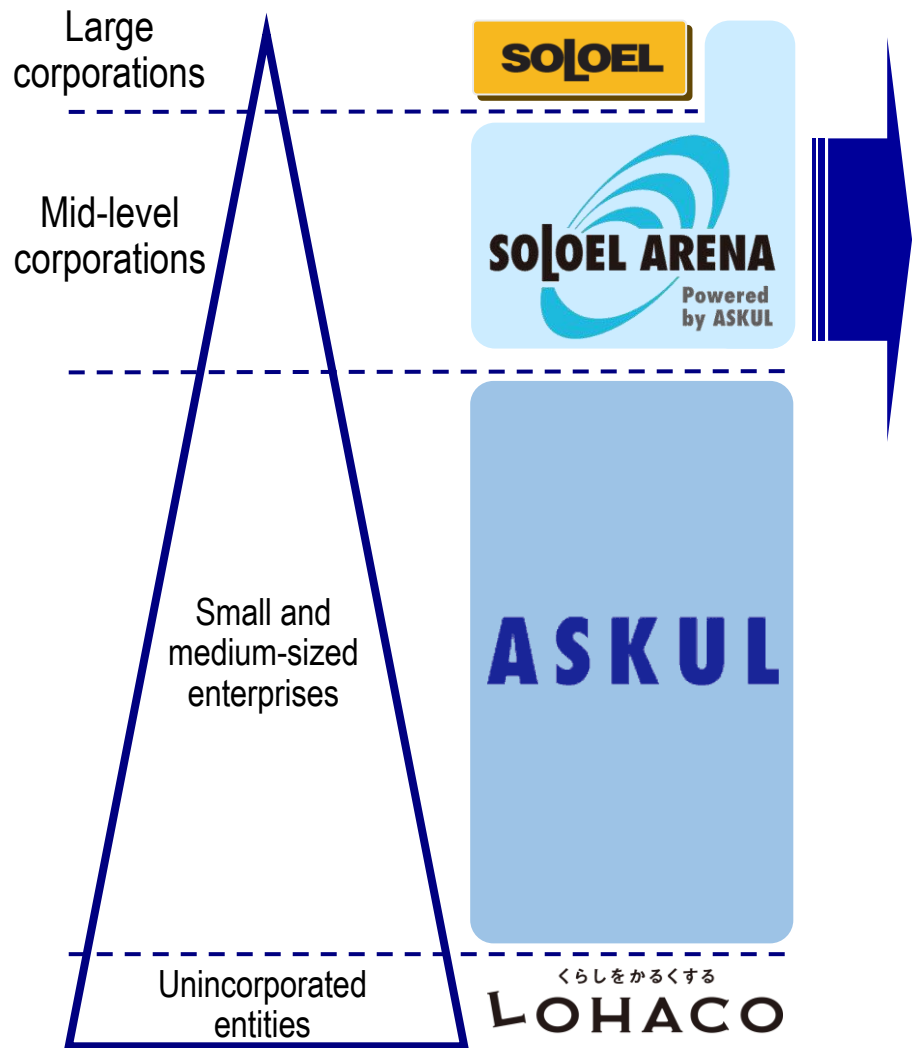 Large
corporations
SOLOEL
Mid-level
corporations
SOLOEL ARENA
Powered
by ASKUL
Small and
medium-sized
enterprises
ASKUL
Unincorporated
entities
くらしをかるくする
LOHACO